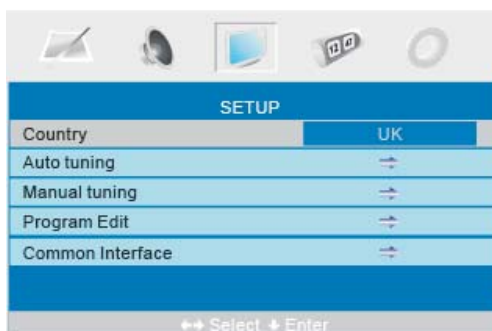 SETUP
Country UK
Auto tuning
Manual tuning
Program Edit
Common Interface
Select Enter